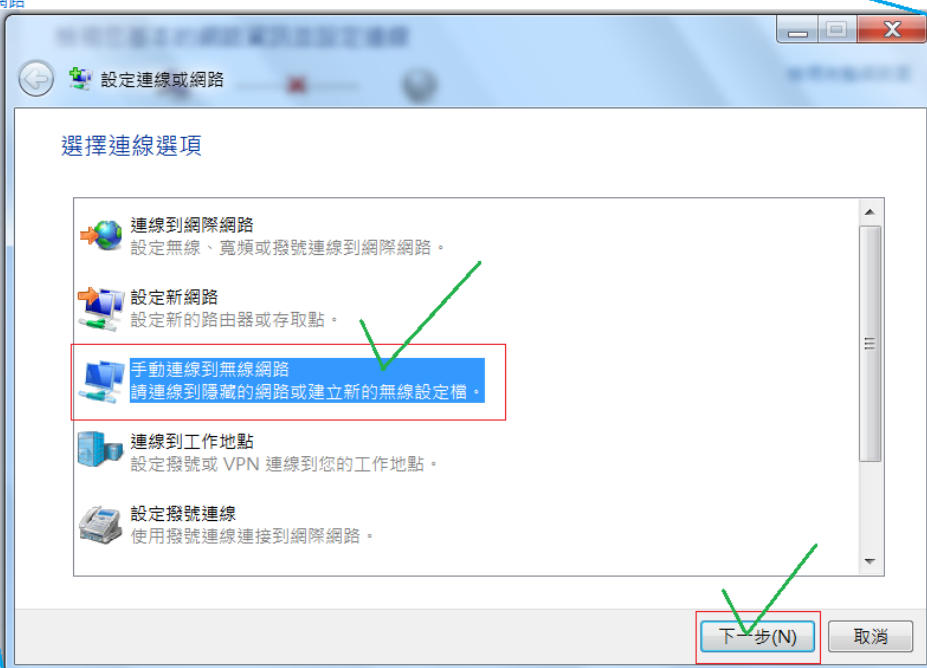 網路
設定連線或網路
選擇連線選項
連線到網際網路
設定無線、寬頻或撥號連線到網際網路。
設定新網路
設定新的路由器或存取點。
手動連線到無線網路
請連線到隱藏的網路或建立新的無線設定檔。
連線到工作地點
設定撥號或 VPN 連線到您的工作地點。
設定撥號連線
使用撥號連線連接到網際網路。
下一步(N)
取消